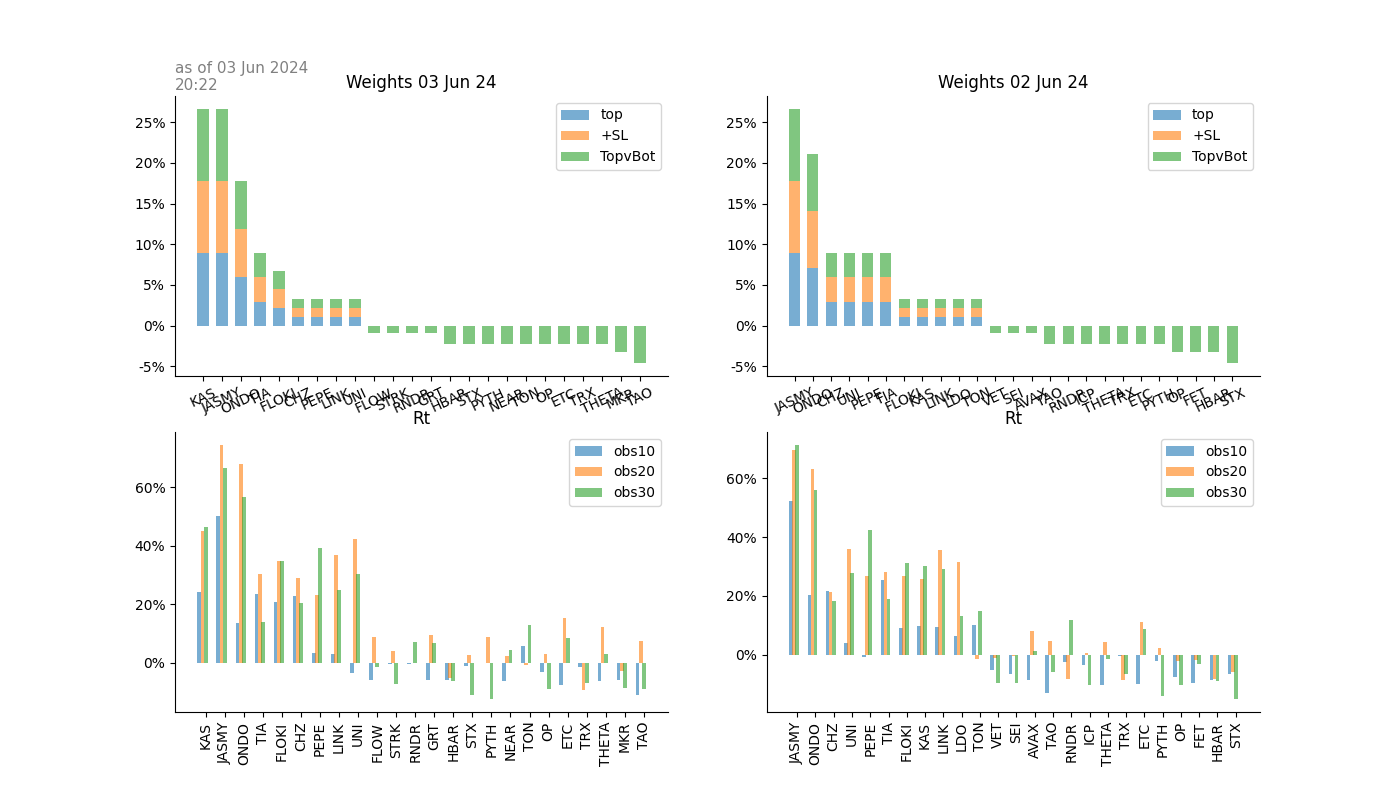 as of 03 Jun 2024
20:22
Weights 03 Jun 24
25%
20%
15%
10%
5%
0%
-5%
top
+SL
TopvBot
KAS JASMY ONDO TIA FLOKI CHZ PEPE LINK UNI FLOW STRK RNDR GRT HBAR STX PYTH NEAR TON OP ETC TRX THETA MKR TAO
Weights 02 Jun 24
25%
20%
15%
10%
5%
0%
-5%
top
+SL
TopvBot
JASMY ONDO CHZ UNI PEPE TIA FLOKI KAS LINK LDO TON VET SEI AVAX TAO RNDR ICP THETA TRX ETC PYTH OP FET HBAR STX
Rt
60%
40%
20%
0%
obs10
obs20
obs30
KAS JASMY ONDO TIA FLOKI CHZ PEPE LINK UNI FLOW STRK RNDR GRT HBAR STX PYTH NEAR TON OP ETC TRX THETA MKR TAO
Rt
60%
40%
20%
0%
obs10
obs20
obs30
JASMY ONDO CHZ UNI PEPE TIA FLOKI KAS LINK LDO TON VET SEI AVAX TAO RNDR ICP THETA TRX ETC PYTH OP FET HBAR STX